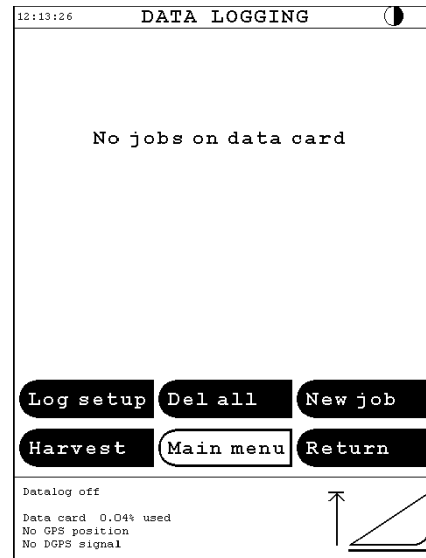 12:13:26 DATA LOGGING
No jobs on data card
Log setup Del all New job
Harvest Main menu Return
Datalog off
Data card 0.04% used
No GPS position
No DGPS signal